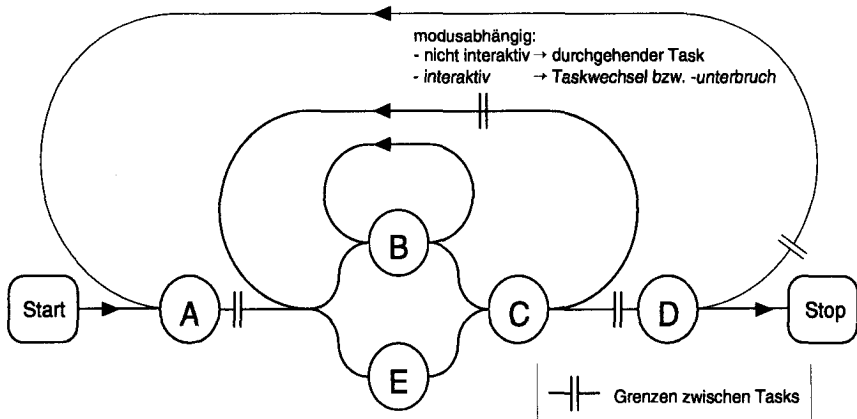 modusabhängig:
- nicht interaktiv → durchgehender Task
- interaktiv → Taskwechsel bzw. -unterbruch
B
Start
A
C
D
Stop
E
Grenzen zwischen Tasks